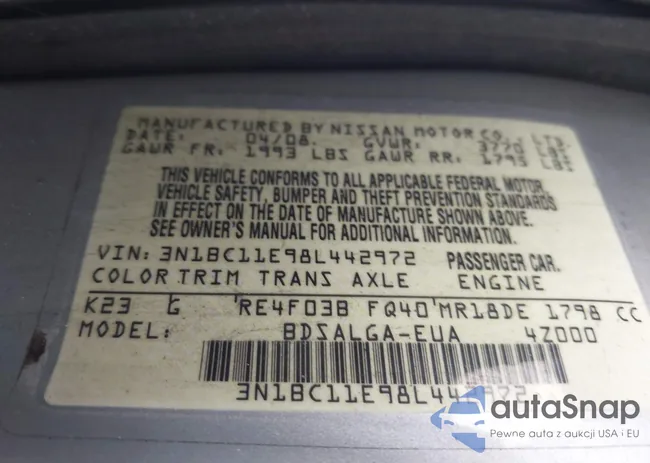 MANUFACTURED BY NISSAN MOTOR CO., LTD.
DATE: 04/08. GVWR: 3770 LBS
GAWR FR: 1993 LBS GAWR RR: 1795 LBS
THIS VEHICLE CONFORMS TO ALL APPLICABLE FEDERAL MOTOR
VEHICLE SAFETY, BUMPER AND THEFT PREVENTION STANDARDS
IN EFFECT ON THE DATE OF MANUFACTURE SHOWN ABOVE.
SEE OWNER'S MANUAL FOR ADDITIONAL INFORMATION.
VIN: 3N1BC11E98L442972 PASSENGER CAR.
COLOR TRIM TRANS AXLE ENGINE
K23 G RE4F03B FQ40 MR18DE 1798 CC
MODEL: BDSALGA-EUA 4Z000
3N1BC11E98L442972
autaSnap
Pewne auta z aukcji USA i EU